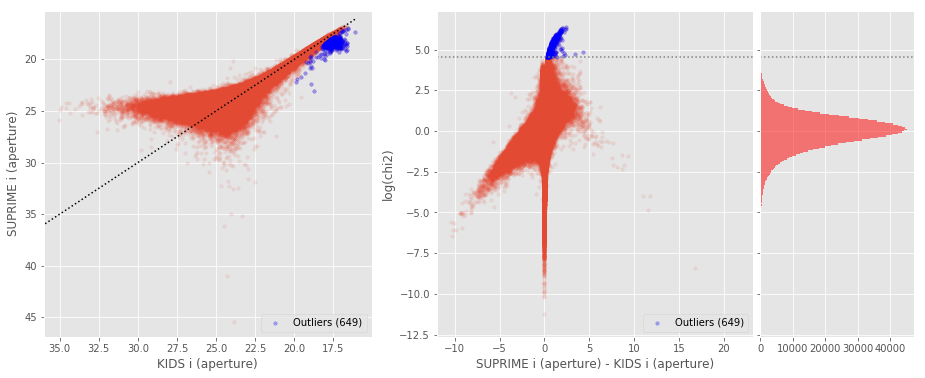 20
25
30
35
40
45
SUPRIME i (aperture)
35.0 32.5 30.0 27.5 25.0 22.5 20.0 17.5
KIDS i (aperture)
Outliers (649)
5.0
2.5
0.0
−2.5
−5.0
−7.5
−10.0
−12.5
log(chi2)
−10 −5 0 5 10 15 20
SUPRIME i (aperture) - KIDS i (aperture)
Outliers (649)
0 10000 20000 30000 40000